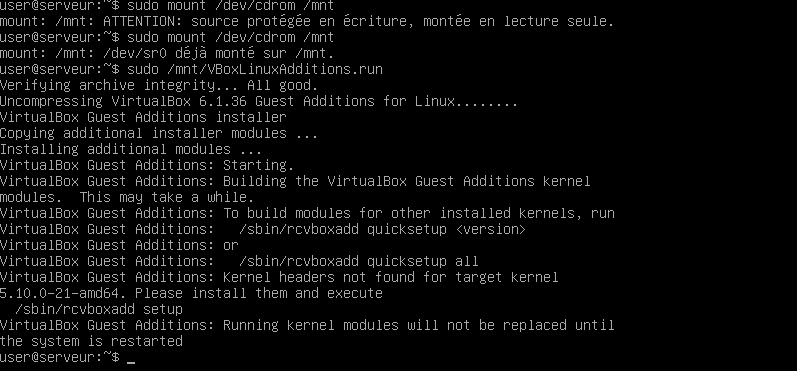 user@serveur:~$ sudo mount /dev/cdrom /mnt
mount: /mnt: ATTENTION: source protégée en écriture, montée en lecture seule.
user@serveur:~$ sudo mount /dev/cdrom /mnt
mount: /mnt: /dev/sr0 déjà monté sur /mnt.
user@serveur:~$ sudo /mnt/VBoxLinuxAdditions.run
Verifying archive integrity... All good.
Uncompressing VirtualBox 6.1.36 Guest Additions for Linux........
VirtualBox Guest Additions installer
Copying additional installer modules ...
Installing additional modules ...
VirtualBox Guest Additions: Starting.
VirtualBox Guest Additions: Building the VirtualBox Guest Additions kernel
modules.  This may take a while.
VirtualBox Guest Additions: To build modules for other installed kernels, run
VirtualBox Guest Additions:   /sbin/rcvboxadd quicksetup <version>
VirtualBox Guest Additions: or
VirtualBox Guest Additions:   /sbin/rcvboxadd quicksetup all
VirtualBox Guest Additions: Kernel headers not found for target kernel
5.10.0-21-amd64. Please install them and execute
  /sbin/rcvboxadd setup
VirtualBox Guest Additions: Running kernel modules will not be replaced until
the system is restarted
user@serveur:~$ _